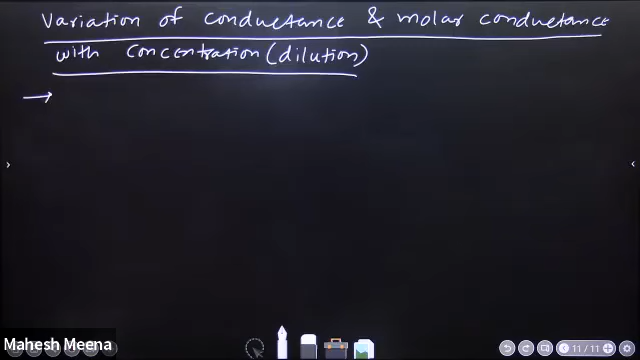 Variation of conductance & molar conductance
with concentration (dilution)
→
Mahesh Meena
11/11